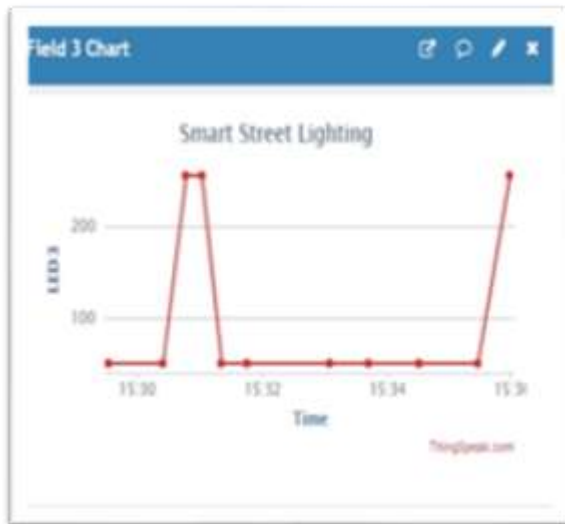 Field 3 Chart
Smart Street Lighting
200
100
LED 3
15:30
15:32
15:34
Time
ThingSpeak.com